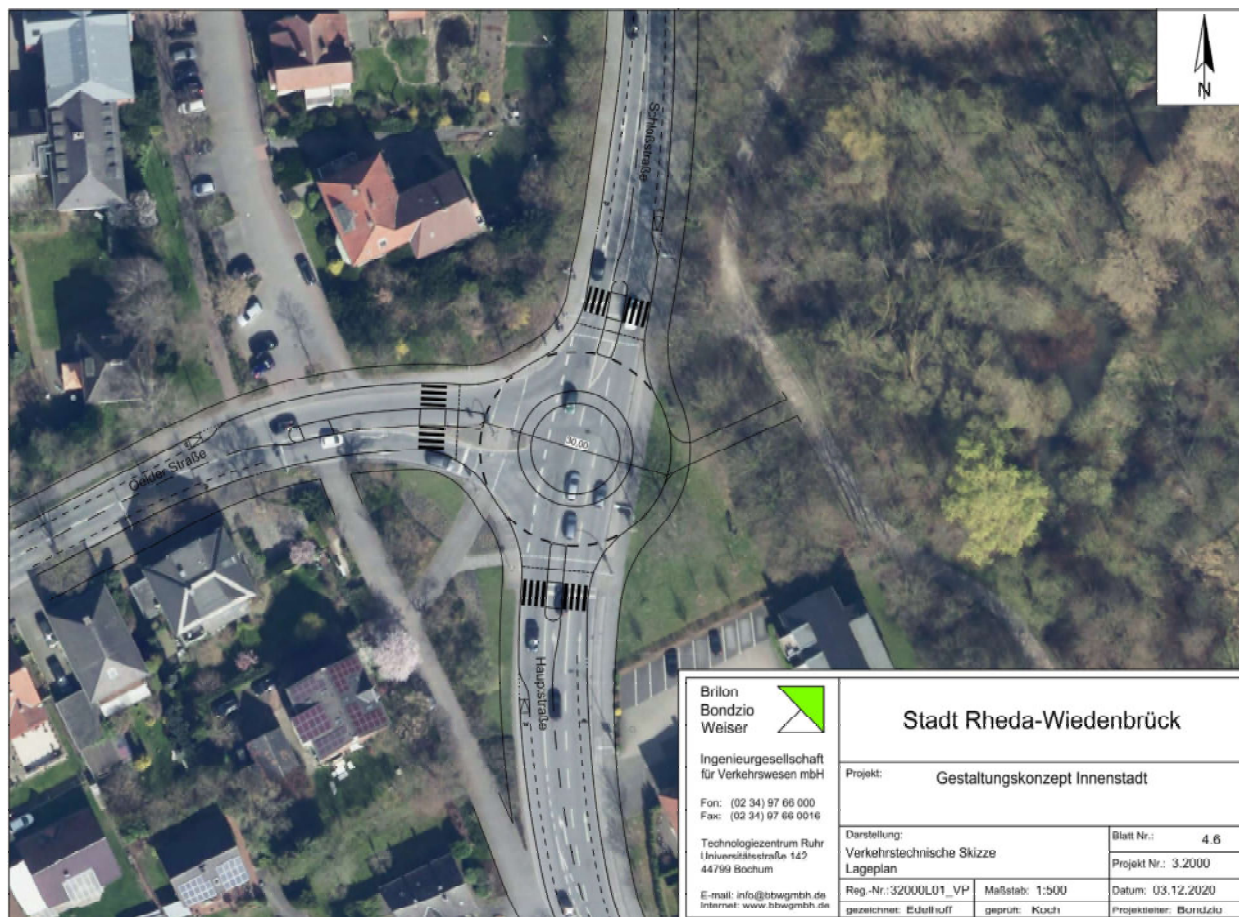 N
Schloßstraße
30,00
Oelder Straße
Hauptstraße
Brilon
Bondzio
Weiser
Ingenieurgesellschaft
für Verkehrswesen mbH
Fon: (02 34) 97 66 000
Fax: (02 34) 97 66 0016
Technologiezentrum Ruhr
Universitätsstraße 142
44799 Bochum
E-mail: info@bbwgmbh.de
Internet: www.bbwgmbh.de
Stadt Rheda-Wiedenbrück
Projekt: Gestaltungskonzept Innenstadt
Darstellung:
Verkehrstechnische Skizze
Lageplan
Blatt Nr.: 4.6
Projekt Nr.: 3.2000
Reg.-Nr.: 32000L01_VP Maßstab: 1:500 Datum: 03.12.2020
gezeichnet: Edelhoff geprüft: Koch Projektleiter: Bondzio